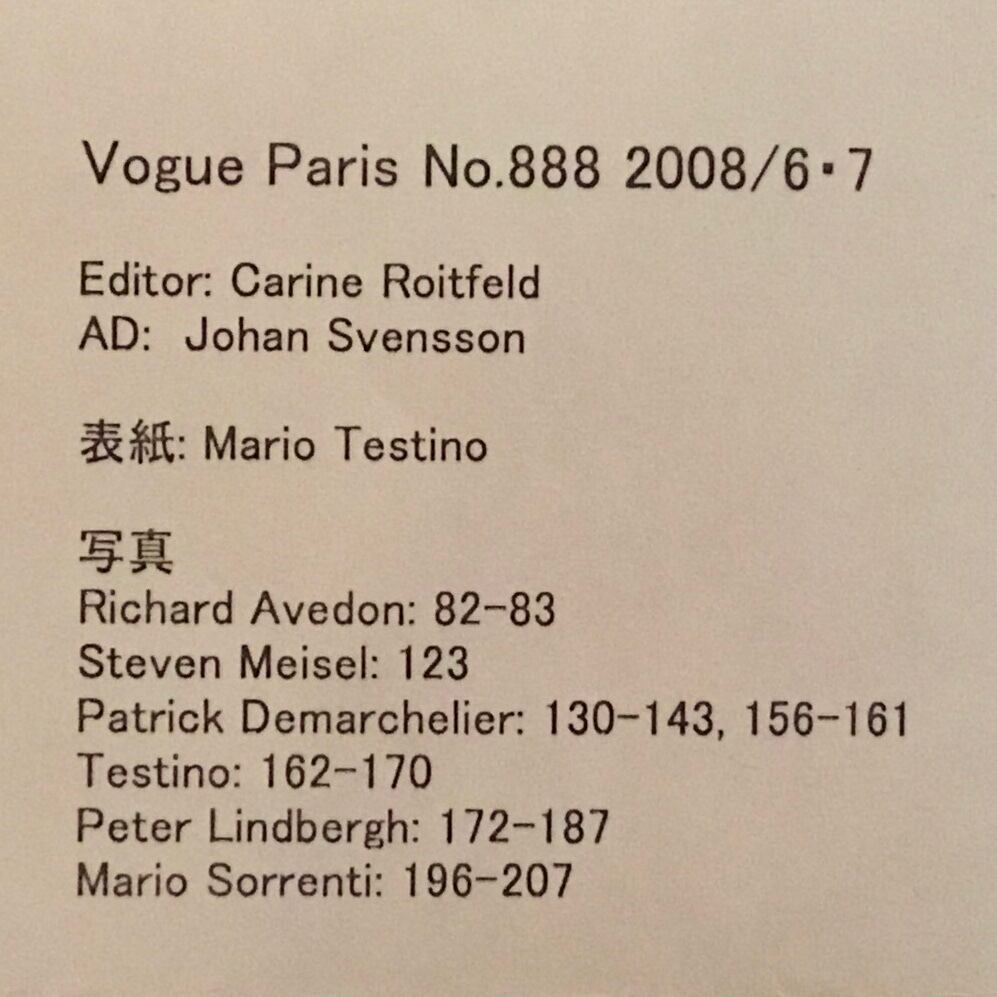 Vogue Paris No.888 2008/6・7
Editor: Carine Roitfeld
AD: Johan Svensson
表紙: Mario Testino
写真
Richard Avedon: 82-83
Steven Meisel: 123
Patrick Demarchelier: 130-143, 156-161
Testino: 162-170
Peter Lindbergh: 172-187
Mario Sorrenti: 196-207